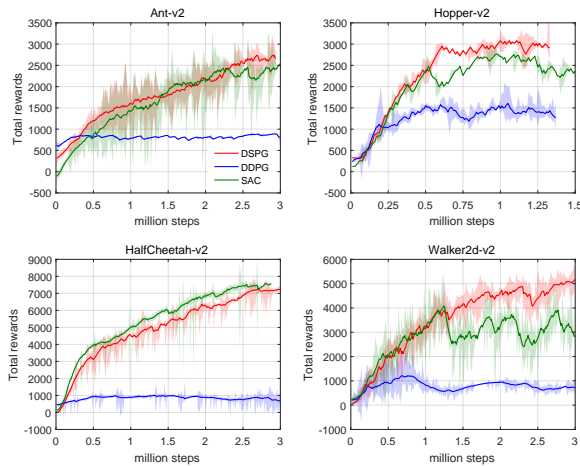 Ant-v2
Total rewards
3500
3000
2500
2000
1500
1000
500
0
-500
0 0.5 1 1.5 2 2.5 3
million steps
DSPG
DDPG
SAC
Hopper-v2
Total rewards
3500
3000
2500
2000
1500
1000
500
0
-500
0 0.25 0.5 0.75 1 1.25 1.5
million steps
HalfCheetah-v2
Total rewards
9000
8000
7000
6000
5000
4000
3000
2000
1000
0
-1000
0 0.5 1 1.5 2 2.5 3
million steps
Walker2d-v2
Total rewards
6000
5000
4000
3000
2000
1000
0
-1000
0 0.5 1 1.5 2 2.5 3
million steps